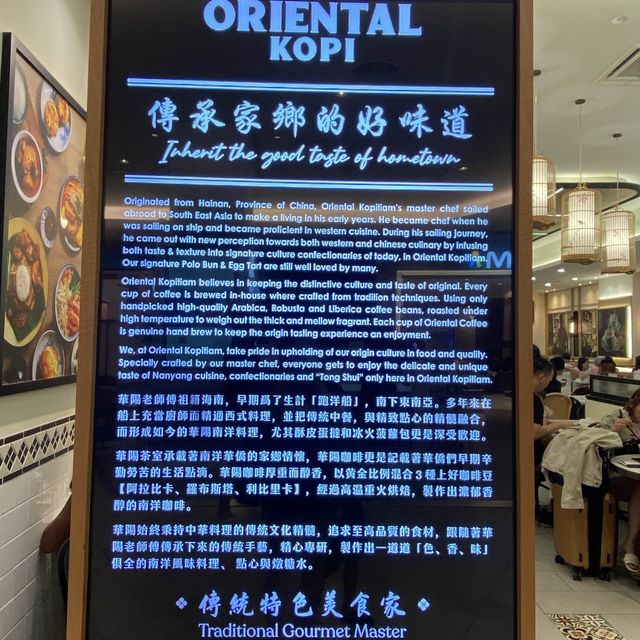 ORIENTAL
KOPI
傳承家鄉的好味道
Inherit the good taste of hometown
Originated from Hainan, Province of China, Oriental Kopitiam's master chef sailed
abroad to South East Asia to make a living in his early years. He became chef when he
was sailing on ship and became proficient in western cuisine. During his sailing journey,
he came out with new perception towards both western and chinese culinary by infusing
both taste & texture into signature culture confectionaries of today, in Oriental Kopitiam.
Our signature Polo Bun & Egg Tart are still well loved by many.
Oriental Kopitiam believes in keeping the distinctive culture and taste of original. Every
cup of coffee is brewed in-house where crafted from tradition techniques. Using only
handpicked high-quality Arabica, Robusta and Liberica coffee beans, roasted under
high temperature to weigh out the thick and mellow fragrant. Each cup of Oriental Coffee
is genuine hand brew to keep the origin tasting experience an enjoyment.
We, at Oriental Kopitiam, take pride in upholding of our origin culture in food and quality.
Specially crafted by our master chef, everyone gets to enjoy the delicate and unique
taste of Nanyang cuisine, confectionaries and "Tong Shui" only here in Oriental Kopitiam.
華陽老師傅祖籍海南，早期爲了生計「跑洋船」，南下東南亞。多年來在
船上充當廚師而精通西式料理，並把傳統中餐，與精致點心的精髓融合，
而形成如今的華陽南洋料理，尤其酥皮蛋撻和冰火菠蘿包更是深受歡迎。
華陽茶室承載著南洋華僑的家鄉情懷，華陽咖啡更是記載著華僑們早期辛
勤勞苦的生活點滴。華陽咖啡厚重而醇香，以黃金比例混合3種上好咖啡豆
【阿拉比卡、羅布斯塔、利比里卡】，經過高溫重火烘焙，製作出濃郁香
醇的南洋咖啡。
華陽始終秉持中華料理的傳統文化精髓，追求至高品質的食材，跟隨著華
陽老師傅傳承下來的傳統手藝，精心專研，製作出一道道「色、香、味」
俱全的南洋風味料理、點心與燉糖水。
傳統特色美食家
Traditional Gourmet Master